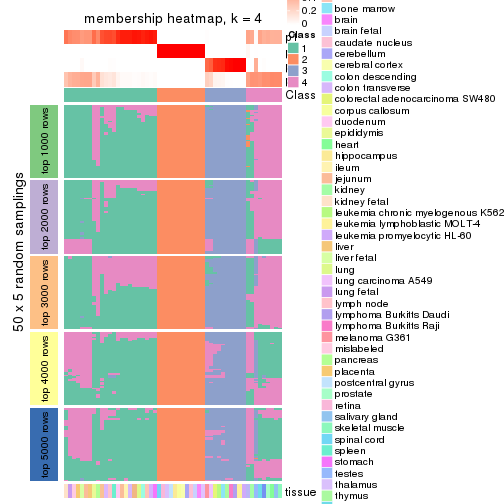 membership heatmap, k = 4
50 x 5 random samplings
top 1000 rows
top 2000 rows
top 3000 rows
top 4000 rows
top 5000 rows
0.2
0
Class
1
2
3
4
Class
tissue
bone marrow
brain
brain fetal
caudate nucleus
cerebellum
cerebral cortex
colon descending
colon transverse
colorectal adenocarcinoma SW480
corpus callosum
duodenum
epididymis
heart
hippocampus
ileum
jejunum
kidney
kidney fetal
leukemia chronic myelogenous K562
leukemia lymphoblastic MOLT-4
leukemia promyelocytic HL-60
liver
liver fetal
lung
lung carcinoma A549
lung fetal
lymph node
lymphoma Burkitts Daudi
lymphoma Burkitts Raji
melanoma G361
mislabeled
pancreas
placenta
postcentral gyrus
prostate
retina
salivary gland
skeletal muscle
spinal cord
spleen
stomach
testes
thalamus
thymus